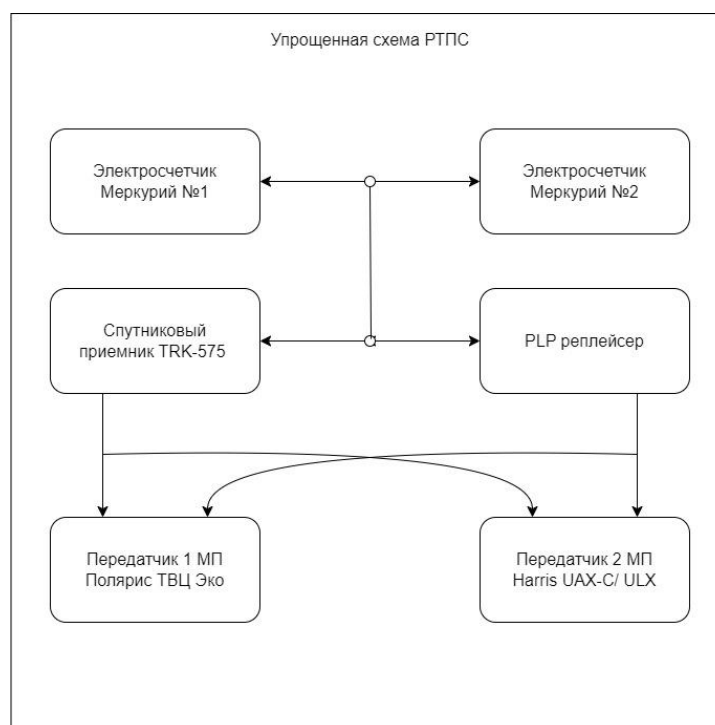 Упрощенная схема РТПС
Электросчетчик
Меркурий №1
Электросчетчик
Меркурий №2
Спутниковый
приемник TRK-575
PLP реплейсер
Передатчик 1 МП
Полярис ТВЦ Эко
Передатчик 2 МП
Harris UAX-C/ ULX